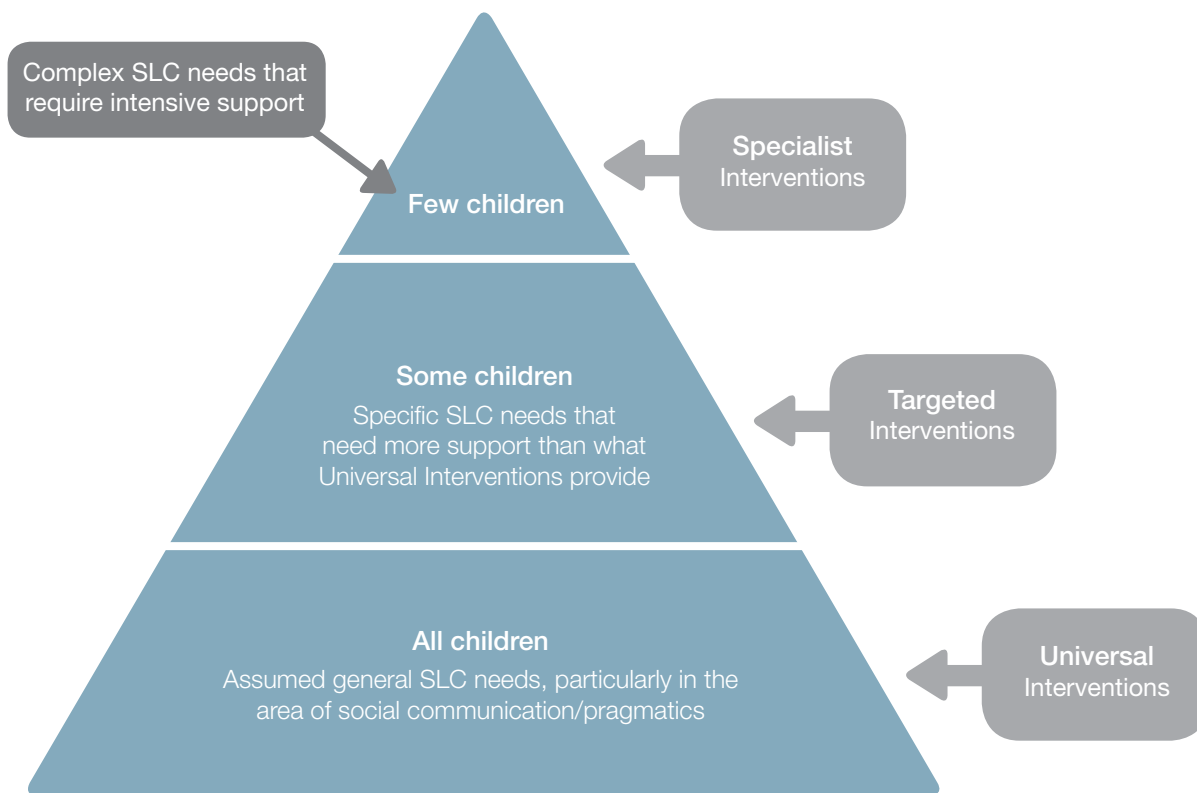 Complex SLC needs that
require intensive support
Specialist
Interventions
Few children
Some children
Specific SLC needs that
need more support than what
Universal Interventions provide
Targeted
Interventions
All children
Assumed general SLC needs, particularly in the
area of social communication/pragmatics
Universal
Interventions